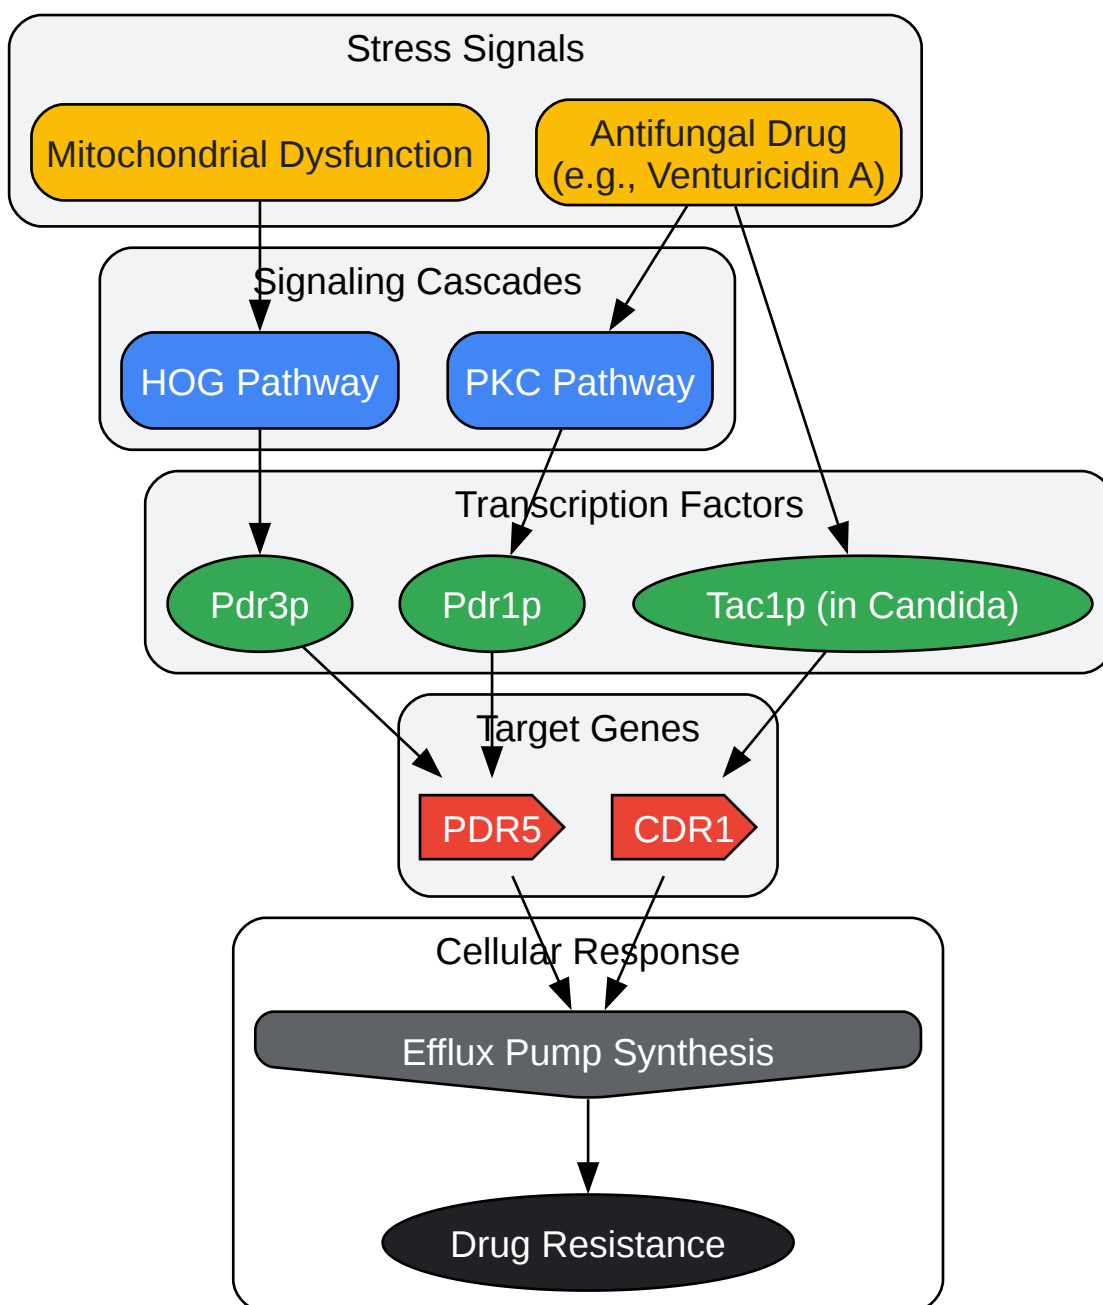 Stress Signals
Mitochondrial Dysfunction
Antifungal Drug
(e.g., Venturicidin A)
Signaling Cascades
HOG Pathway
PKC Pathway
Transcription Factors
Pdr3p
Pdr1p
Tac1p (in Candida)
Target Genes
PDR5
CDR1
Cellular Response
Efflux Pump Synthesis
Drug Resistance